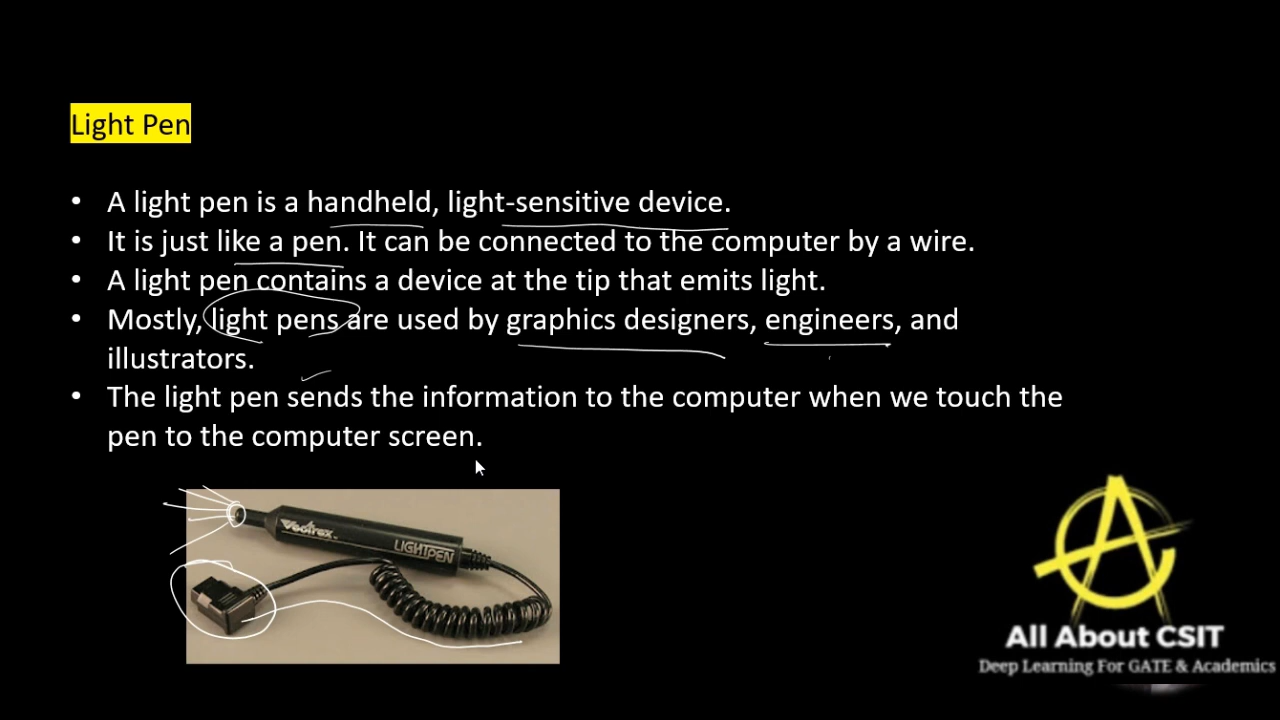 Light Pen
• A light pen is a handheld, light-sensitive device.
• It is just like a pen. It can be connected to the computer by a wire.
• A light pen contains a device at the tip that emits light.
• Mostly, light pens are used by graphics designers, engineers, and
illustrators.
• The light pen sends the information to the computer when we touch the
pen to the computer screen.
Vectrex
LIGHTPEN
All About CSIT
Deep Learning For GATE & Academics